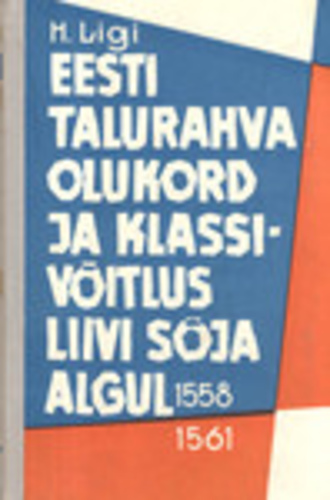 H. Ligi
EESTI
TALURAHVA
OLUKORD
JA KLASSI-
VÕITLUS
LIIVI SÕJA
ALGUL 1558
1561